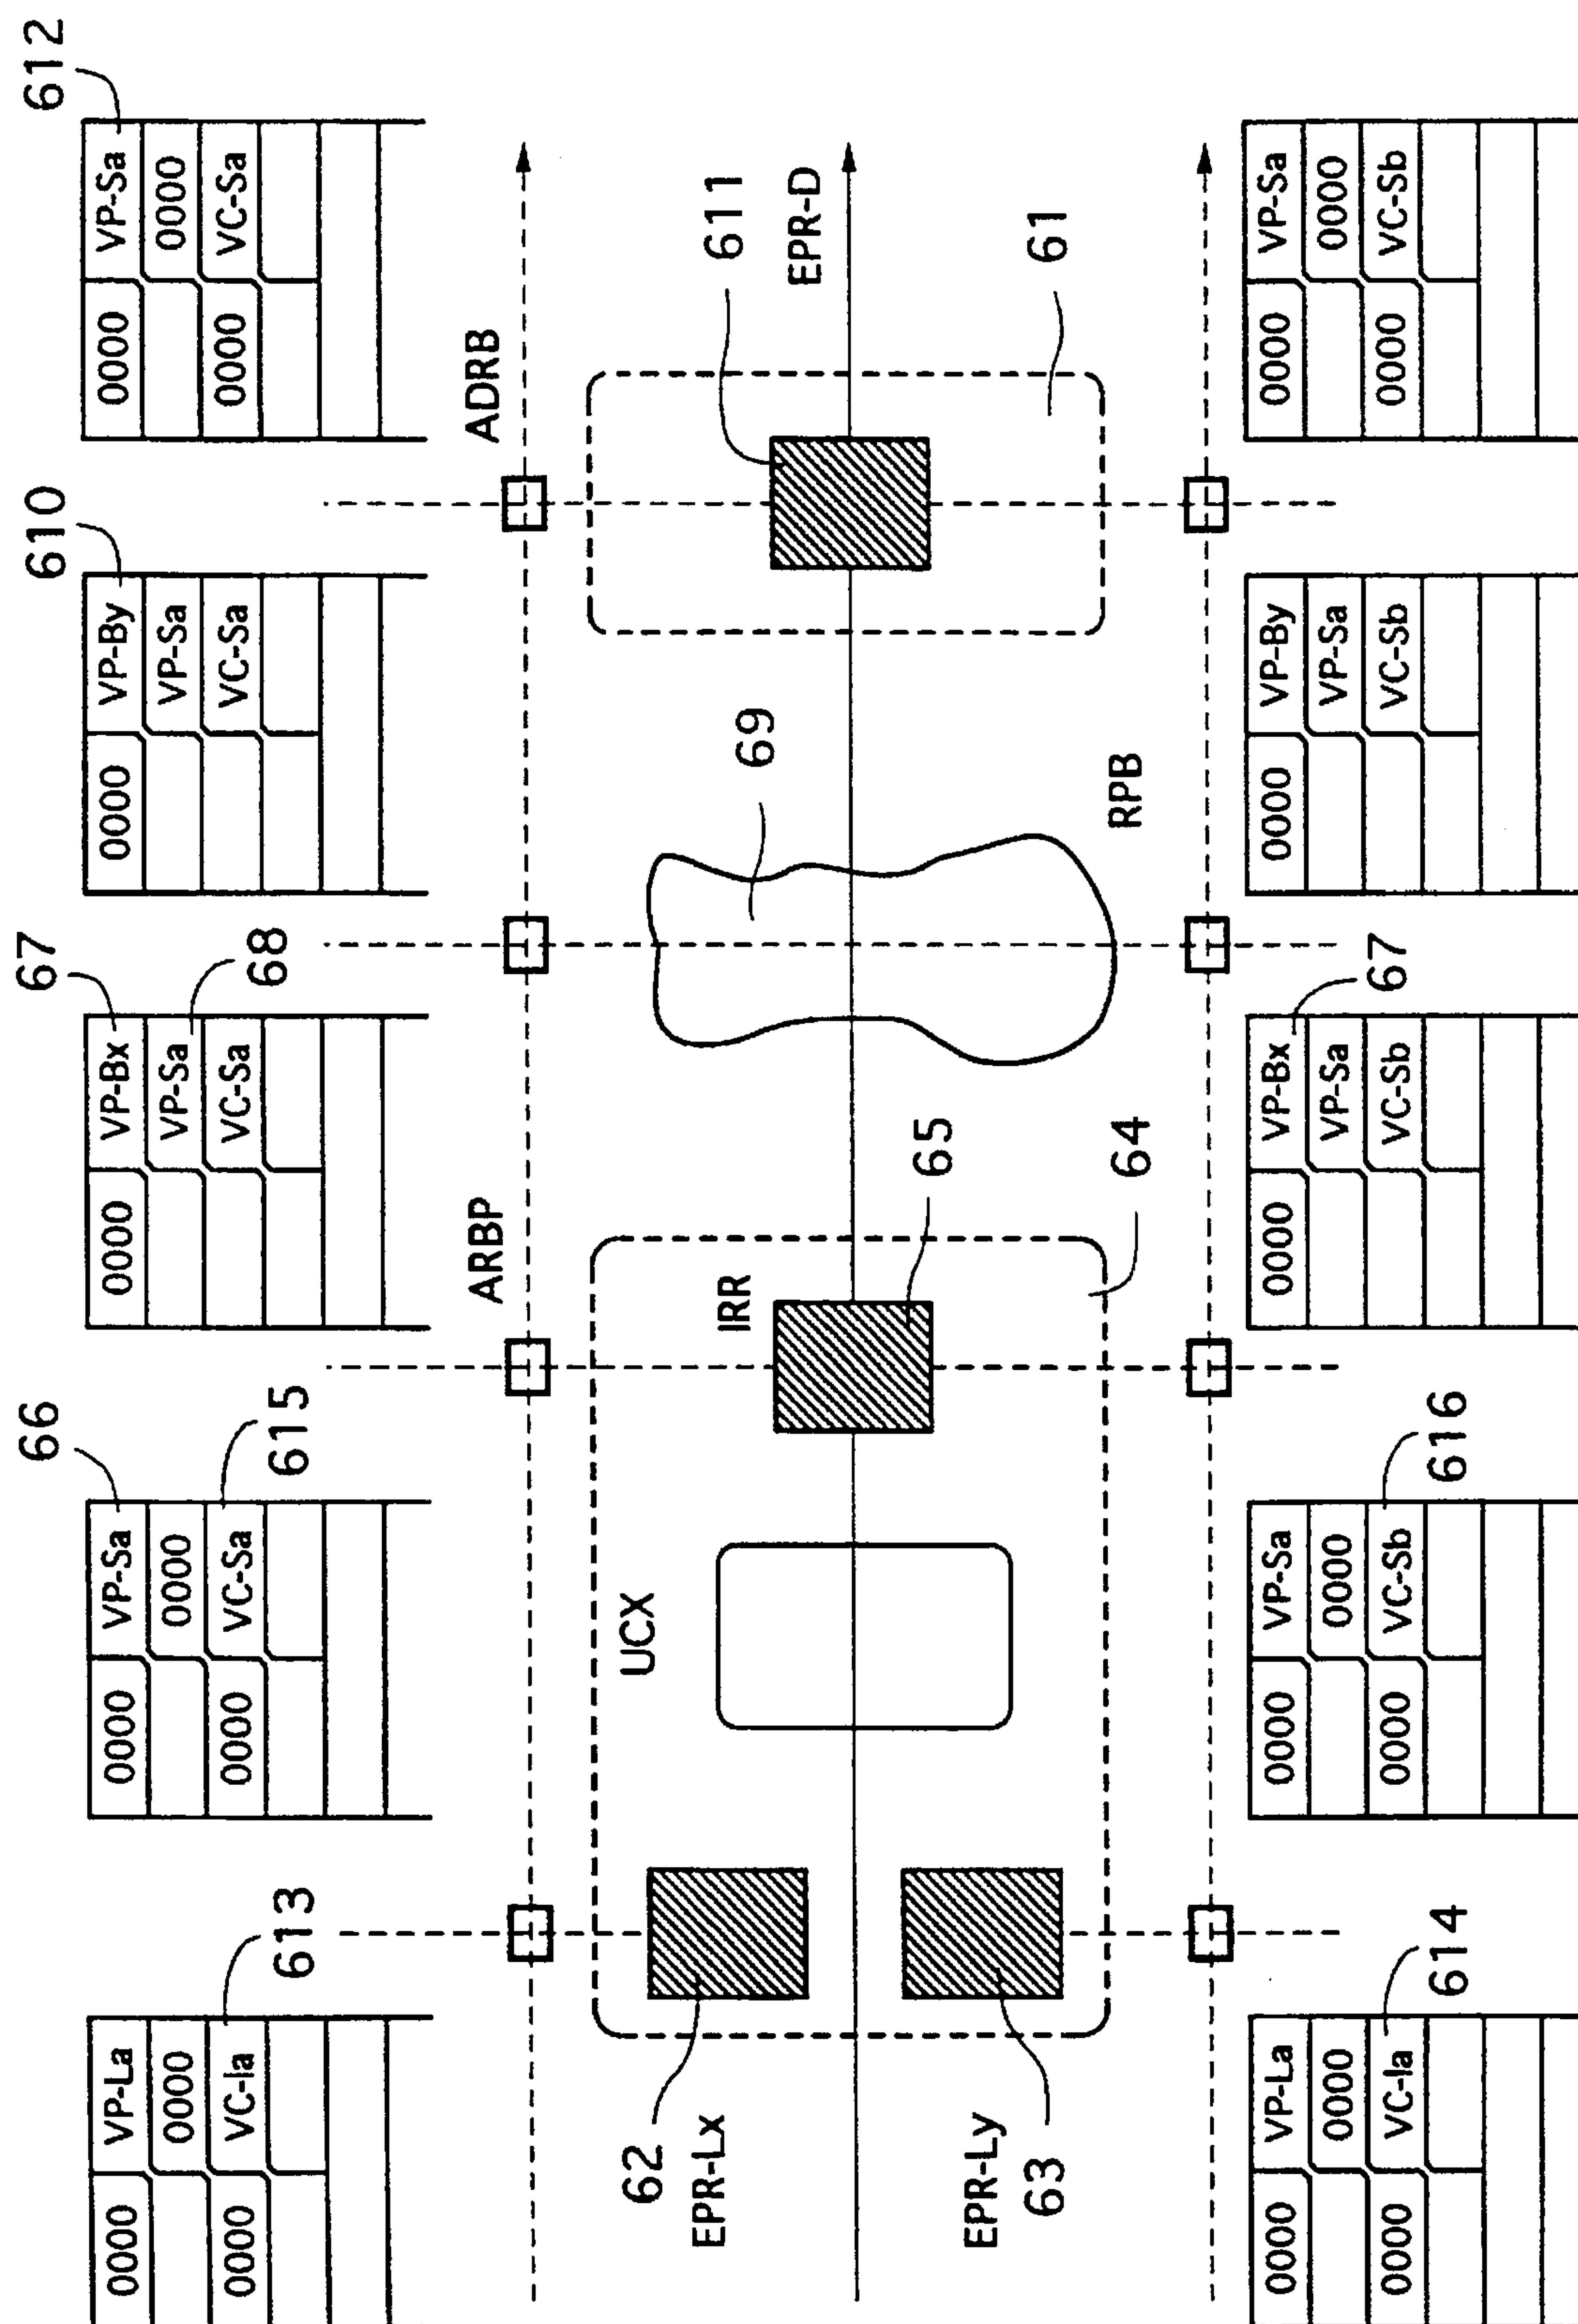 66
67
610
612
0000 VP-La
0000
0000 VC-Ia
613
0000 VP-Sa
0000
0000 VC-Sa
615
0000 VP-Bx
VP-Sa
VC-Sa
68
0000 VP-By
VP-Sa
VC-Sa
0000 VP-Sa
0000
0000 VC-Sa
ARBP
ADRB
62
EPR-Lx
UCX
IRR
65
69
611
EPR-D
EPR-Ly
63
64
RPB
61
0000 VP-La
0000
0000 VC-Ia
614
0000 VP-Sa
0000
0000 VC-Sb
616
0000 VP-Bx
VP-Sa
VC-Sb
67
0000 VP-By
VP-Sa
VC-Sb
0000 VP-Sa
0000
0000 VC-Sb